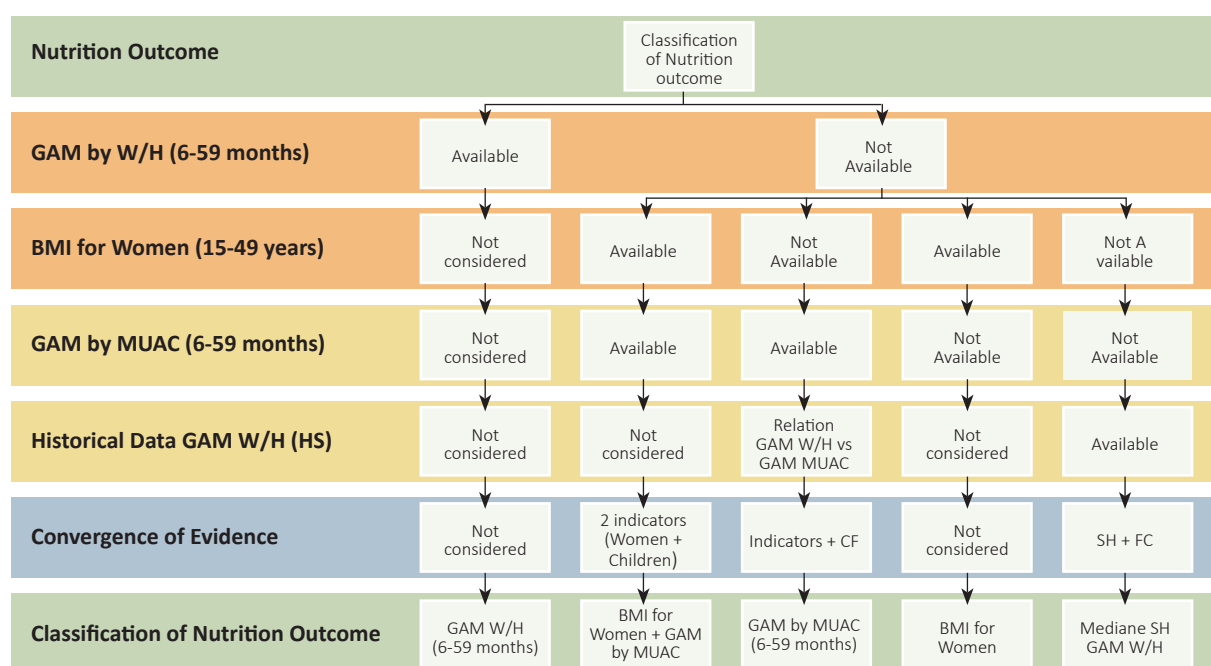 Nutrition Outcome
Classification
of Nutrition
outcome
GAM by W/H (6-59 months)
Available
Not
Available
BMI for Women (15-49 years)
Not
considered
Available
Not
Available
Available
Not A
vailable
GAM by MUAC (6-59 months)
Not
considered
Available
Available
Not
Available
Not
Available
Historical Data GAM W/H (HS)
Not
considered
Not
considered
Relation
GAM W/H vs
GAM MUAC
Not
considered
Available
Convergence of Evidence
Not
considered
2 indicators
(Women +
Children)
Indicators + CF
Not
considered
SH + FC
Classification of Nutrition Outcome
GAM W/H
(6-59 months)
BMI for
Women + GAM
by MUAC
GAM by MUAC
(6-59 months)
BMI for
Women
Mediane SH
GAM W/H